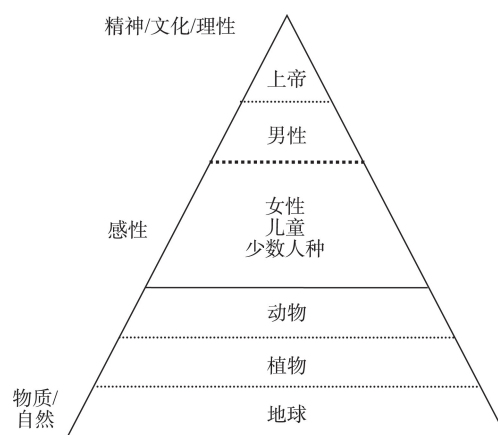 精神/文化/理性
上帝
男性
女性
感性
儿童
少数人种
动物
植物
物质/
自然
地球